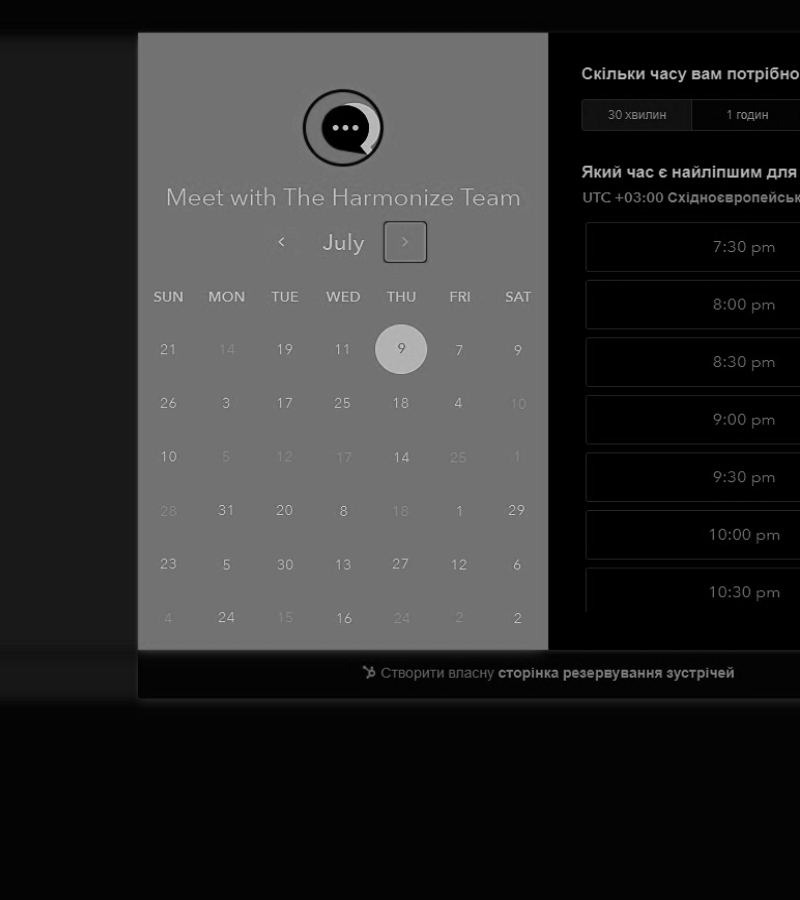 Meet with The Harmonize Team
July
SUN MON TUE WED THU FRI SAT
21 14 19 11 9 7 9
26 3 17 25 18 4 10
10 5 12 17 14 25 1
28 31 20 8 18 1 29
23 5 30 13 27 12 6
4 24 15 16 24 2 2
Скільки часу вам потрібно
30 хвилин 1 годин
Який час є найліпшим для
UTC +03:00 Східноєвропейськ
7:30 pm
8:00 pm
8:30 pm
9:00 pm
9:30 pm
10:00 pm
10:30 pm
Створити власну сторінка резервування зустрічей